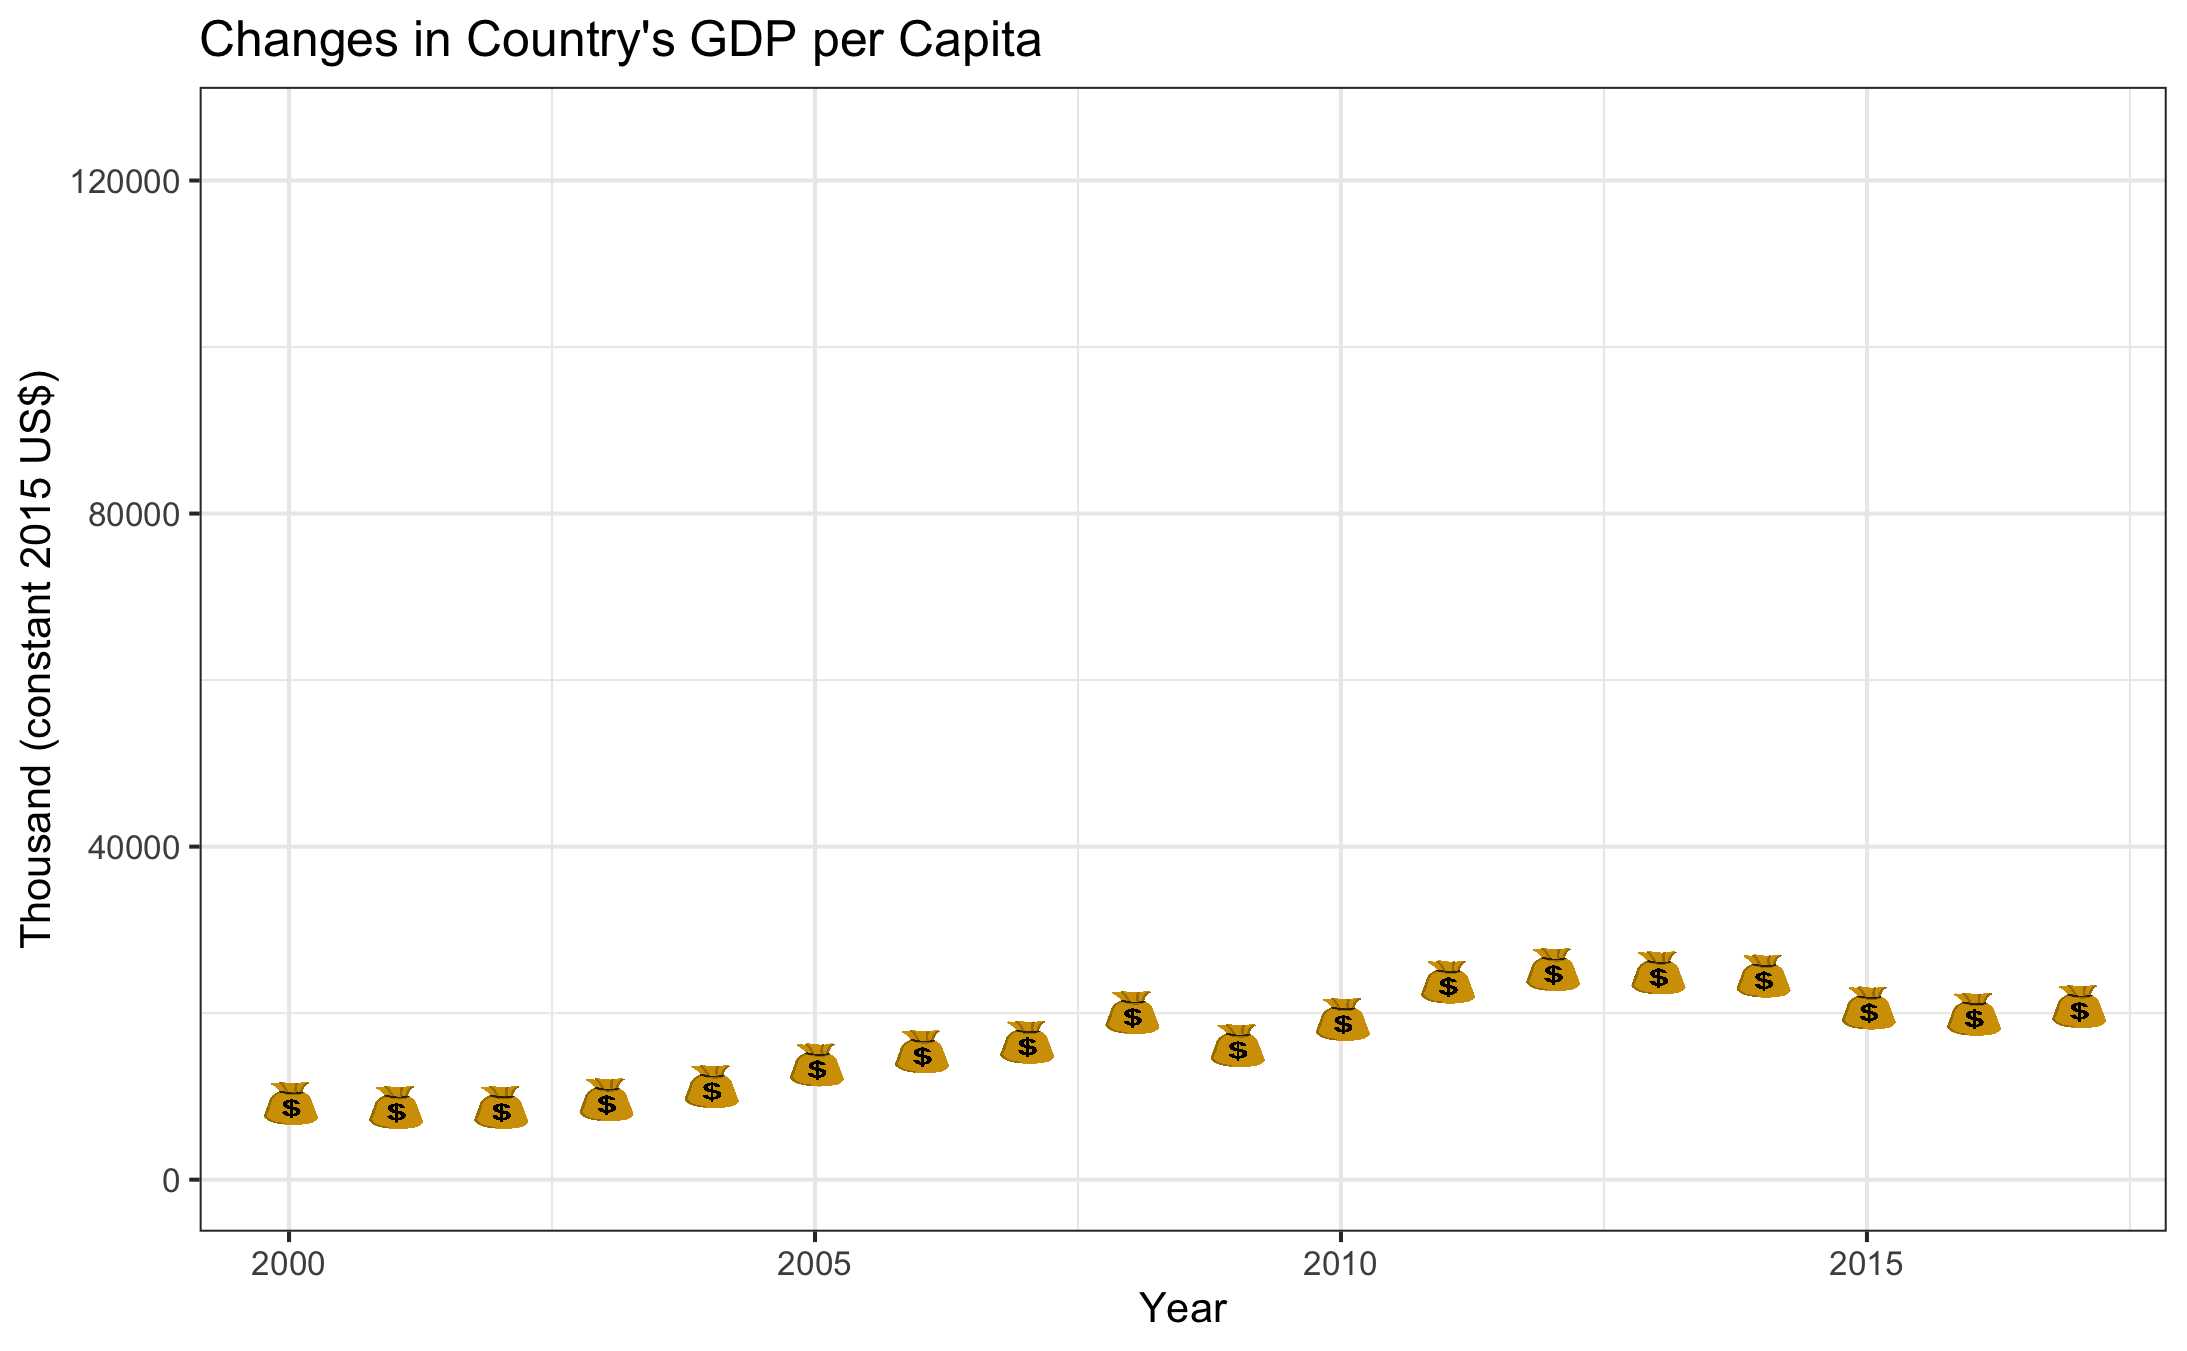 Changes in Country's GDP per Capita
Thousand (constant 2015 US$)
120000
80000
40000
0
$ $ $ $ $ $ $ $ $ $ $ $ $ $ $ $ $ $
2000 2005 2010 2015
Year